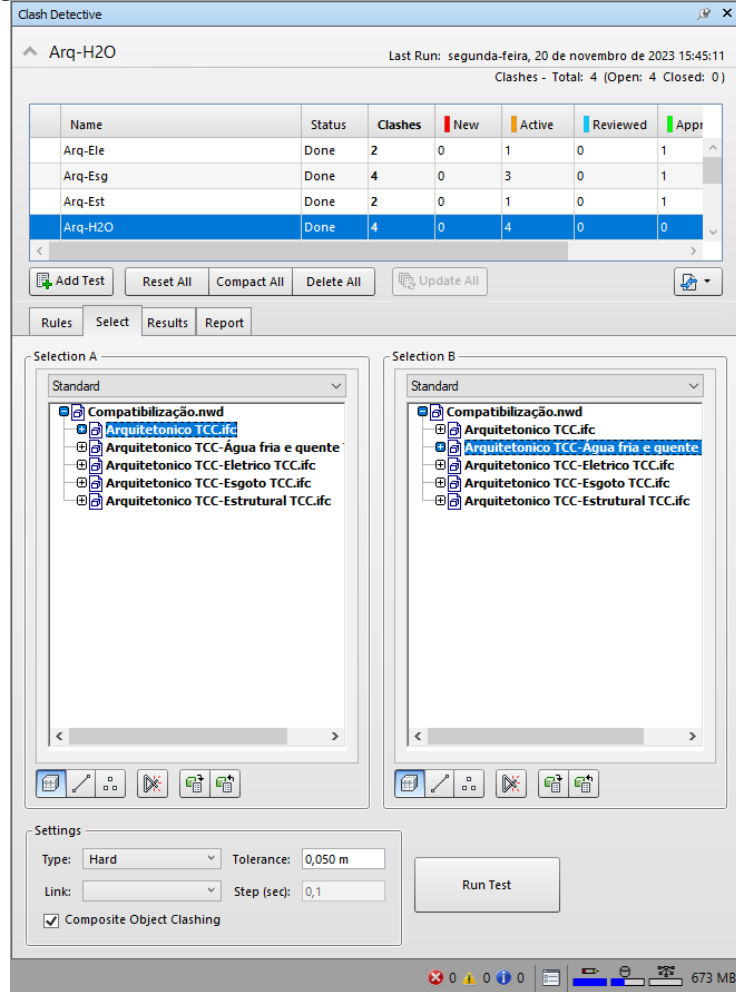 Clash Detective
Arq-H2O
Last Run: segunda-feira, 20 de novembro de 2023 15:45:11
Clashes - Total: 4 (Open: 4 Closed: 0)
Name Status Clashes New Active Reviewed Appr
Arq-Ele Done 2 0 1 0 1
Arq-Esg Done 4 0 3 0 1
Arq-Est Done 2 0 1 0 1
Arq-H2O Done 4 0 4 0 0
Add Test Reset All Compact All Delete All Update All
Rules Select Results Report
Selection A
Standard
Compatibilização.nwd
Arquitetonico TCC.ifc
Arquitetonico TCC-Água fria e quente
Arquitetonico TCC-Eletrico TCC.ifc
Arquitetonico TCC-Esgoto TCC.ifc
Arquitetonico TCC-Estrutural TCC.ifc
Selection B
Standard
Compatibilização.nwd
Arquitetonico TCC.ifc
Arquitetonico TCC-Água fria e quente
Arquitetonico TCC-Eletrico TCC.ifc
Arquitetonico TCC-Esgoto TCC.ifc
Arquitetonico TCC-Estrutural TCC.ifc
Settings
Type: Hard Tolerance: 0,050 m
Link: Step (sec): 0,1
Composite Object Clashing
Run Test
0 0 0 673 MB